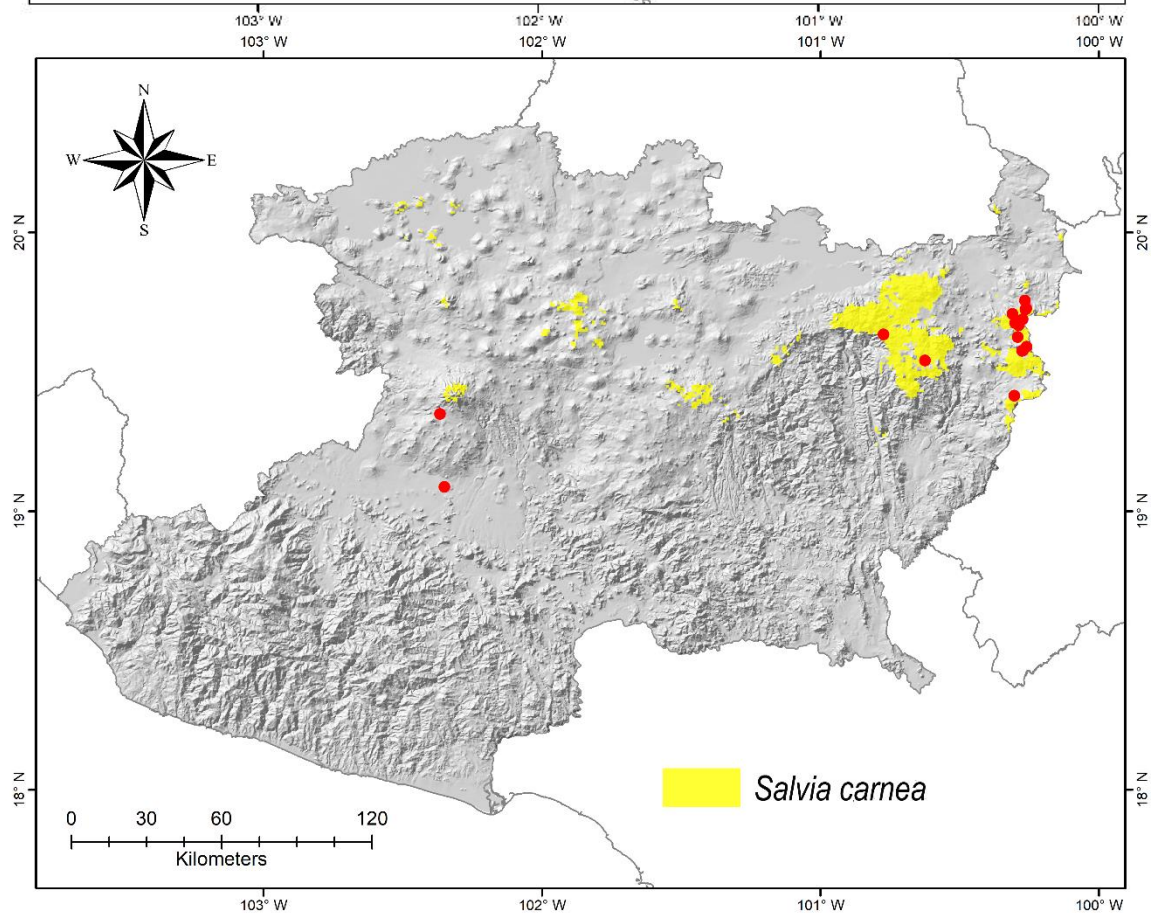 103° W 102° W 101° W 100° W
103° W 102° W 101° W 100° W
N
W E
S
20° N 20° N
19° N 19° N
18° N 18° N
Salvia carnea
0 30 60 120
Kilometers
103° W 102° W 101° W 100° W